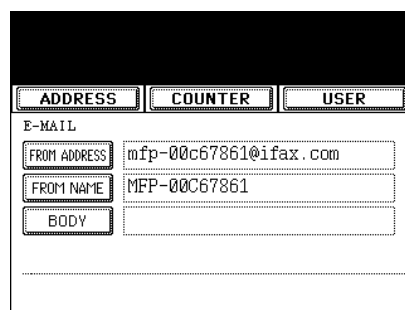 ADDRESS COUNTER USER
E-MAIL
FROM ADDRESS mfp-00c67861@ifax.com
FROM NAME MFP-00C67861
BODY